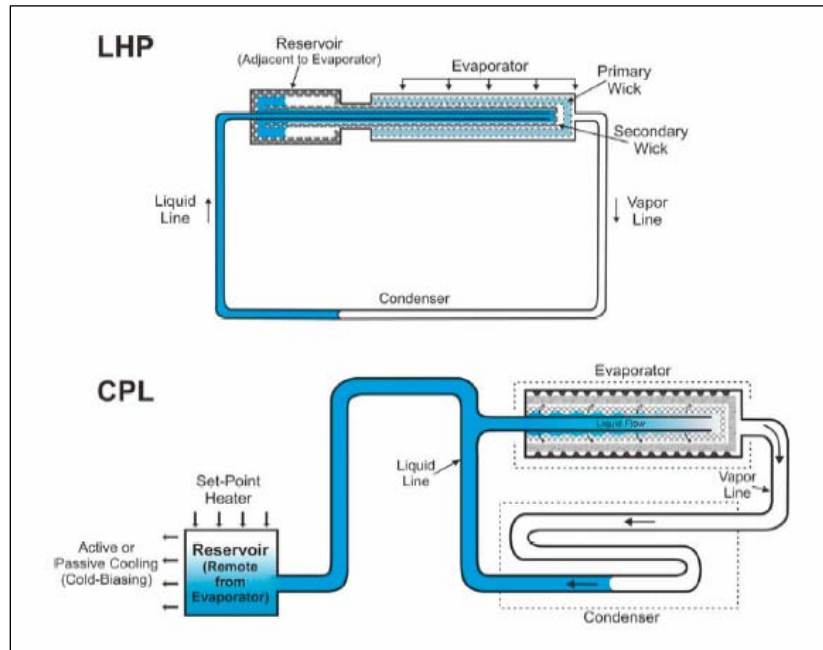 LHP
Reservoir
(Adjacent to Evaporator)
Evaporator
Primary
Wick
Secondary
Wick
Liquid
Line
Vapor
Line
Condenser
CPL
Evaporator
Liquid Flow
Liquid
Line
Vapor
Line
Set-Point
Heater
Active or
Passive Cooling
(Cold-Biasing)
Reservoir
(Remote
from
Evaporator)
Condenser